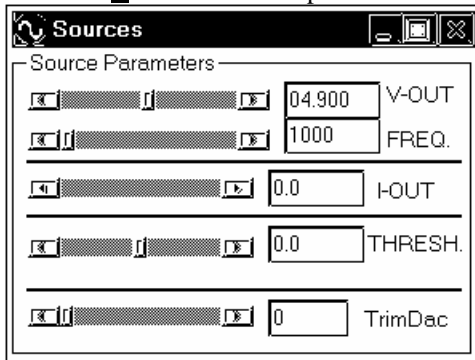 Sources
Source Parameters
04.900 V-OUT
1000 FREQ.
0.0 I-OUT
0.0 THRESH.
0 TrimDac